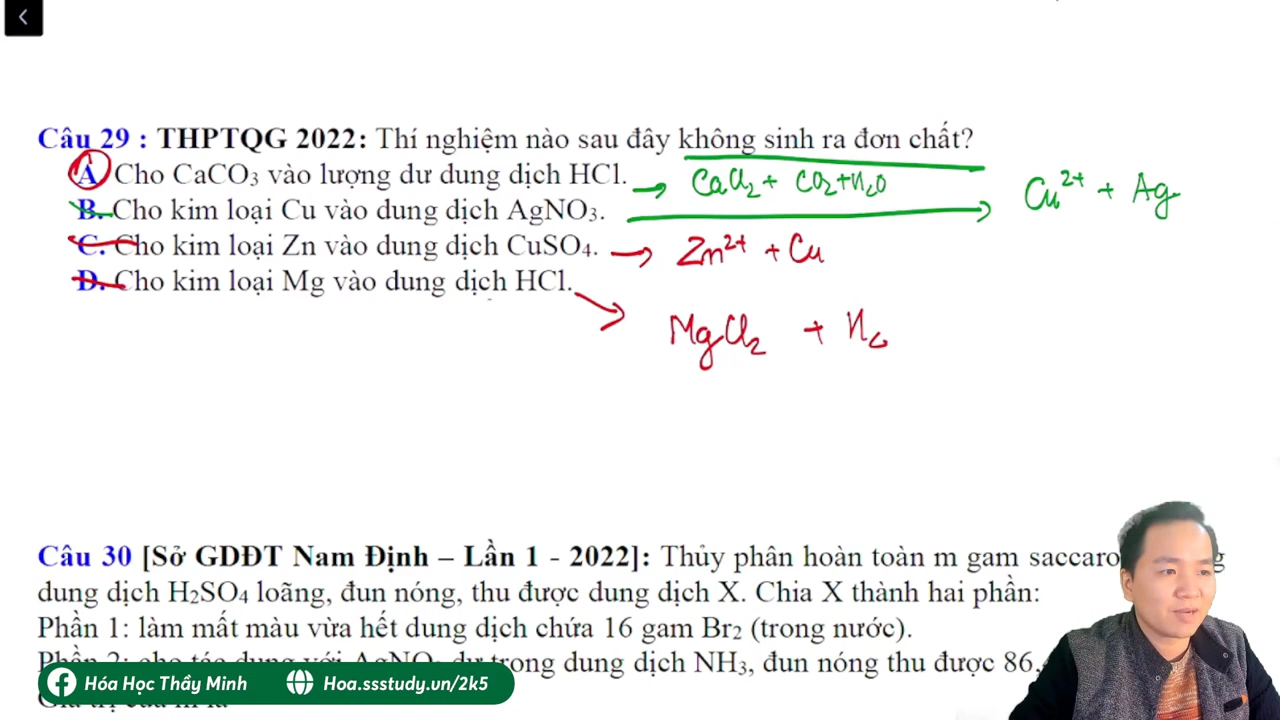 Câu 29 : THPTQG 2022: Thí nghiệm nào sau đây không sinh ra đơn chất?
A. Cho CaCO3 vào lượng dư dung dịch HCl. → CaCl2 + CO2 + H2O
B. Cho kim loại Cu vào dung dịch AgNO3. → Cu2+ + Ag
C. Cho kim loại Zn vào dung dịch CuSO4. → Zn2+ + Cu
D. Cho kim loại Mg vào dung dịch HCl.
MgCl2 + H2
Câu 30 [Sở GDĐT Nam Định – Lần 1 - 2022]: Thủy phân hoàn toàn m gam
dung dịch H2SO4 loãng, đun nóng, thu được dung dịch X. Chia X thành hai phần:
Phần 1: làm mất màu vừa hết dung dịch chứa 16 gam Br2 (trong nước).
trong dung dịch NH3, đun nóng thu được
Hóa Học Thầy Minh
Hoa.ssstudy.vn/2k5